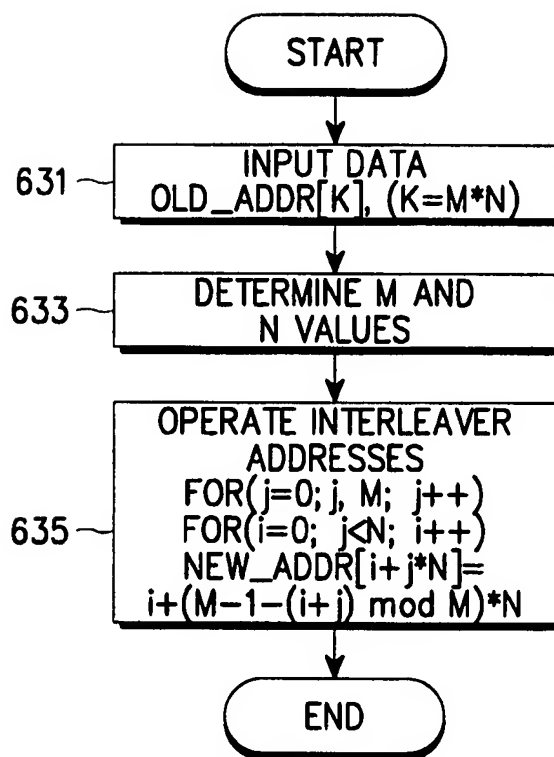 START
631
INPUT DATA
OLD_ADDR[K], (K=M*N)
633
DETERMINE M AND
N VALUES
635
OPERATE INTERLEAVER
ADDRESSES
FOR(j=0; j, M; j++)
FOR(i=0; j<N; i++)
NEW_ADDR[i+j*N]=
i+(M-1-(i+j) mod M)*N
END